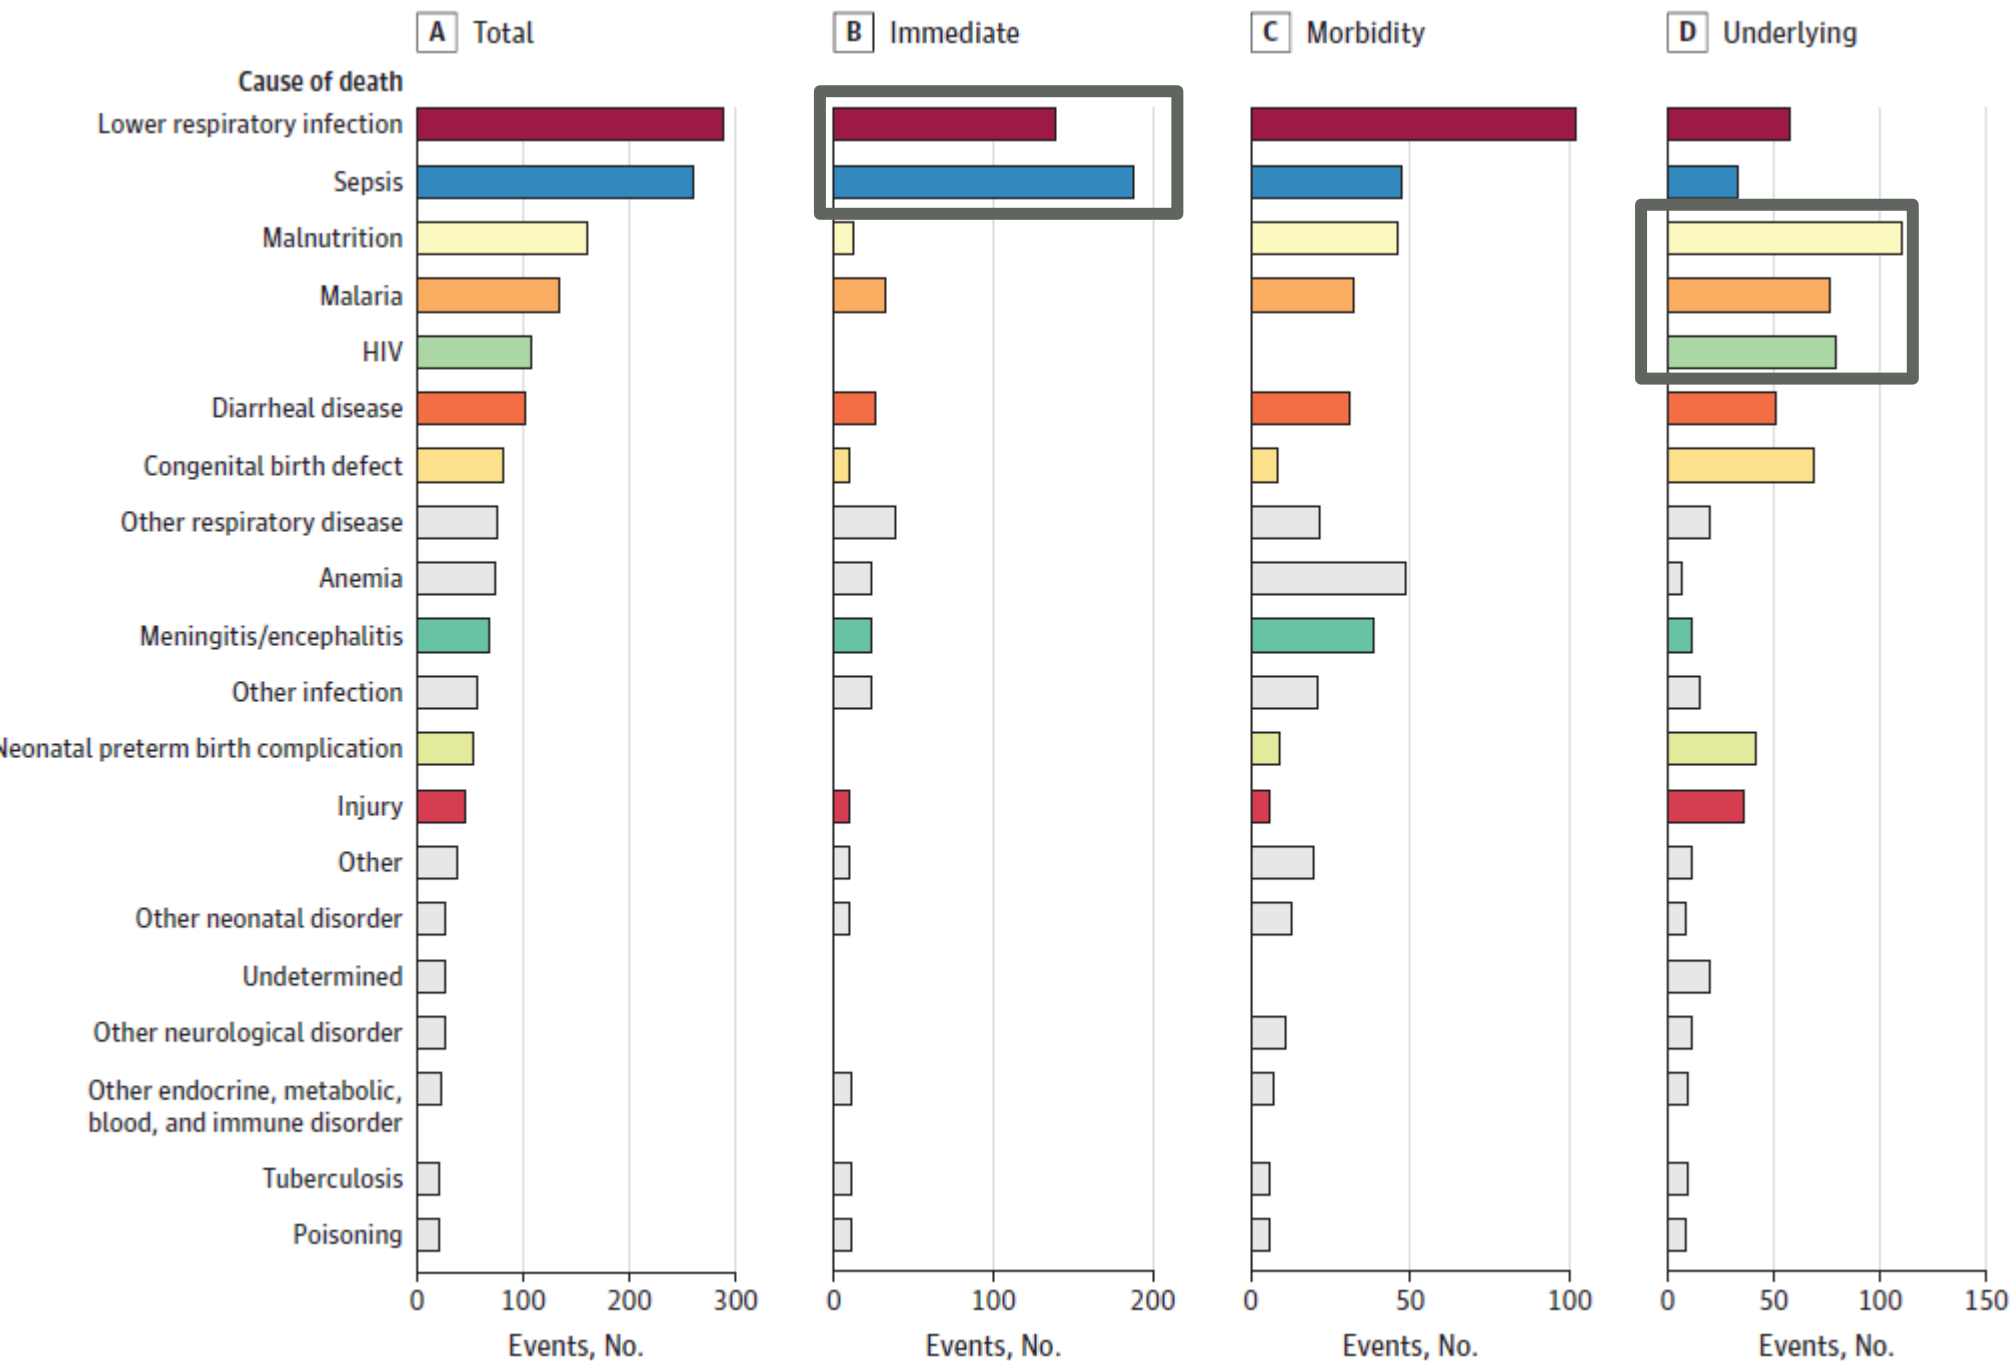 A Total
B Immediate
C Morbidity
D Underlying
Cause of death
Lower respiratory infection
Sepsis
Malnutrition
Malaria
HIV
Diarrheal disease
Congenital birth defect
Other respiratory disease
Anemia
Meningitis/encephalitis
Other infection
Neonatal preterm birth complication
Injury
Other
Other neonatal disorder
Undetermined
Other neurological disorder
Other endocrine, metabolic,
blood, and immune disorder
Tuberculosis
Poisoning
0 100 200 300
0 100 200
0 50 100
0 50 100 150
Events, No.
Events, No.
Events, No.
Events, No.